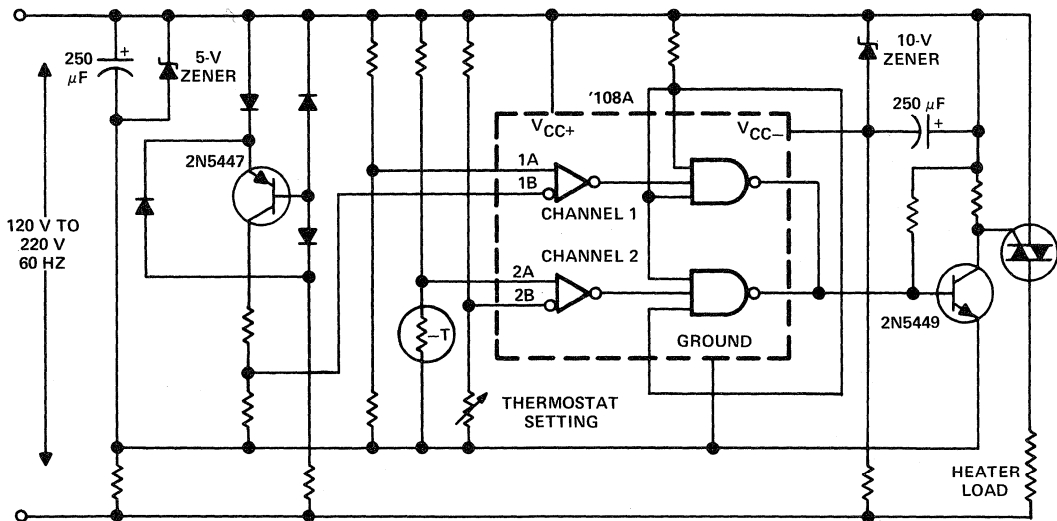 250
µF
+
5-V
ZENER
2N5447
120 V TO
220 V
60 HZ
1A
1B
2A
2B
–T
THERMOSTAT
SETTING
'108A
VCC+
VCC–
CHANNEL 1
CHANNEL 2
GROUND
10-V
ZENER
250 µF
+
2N5449
HEATER
LOAD